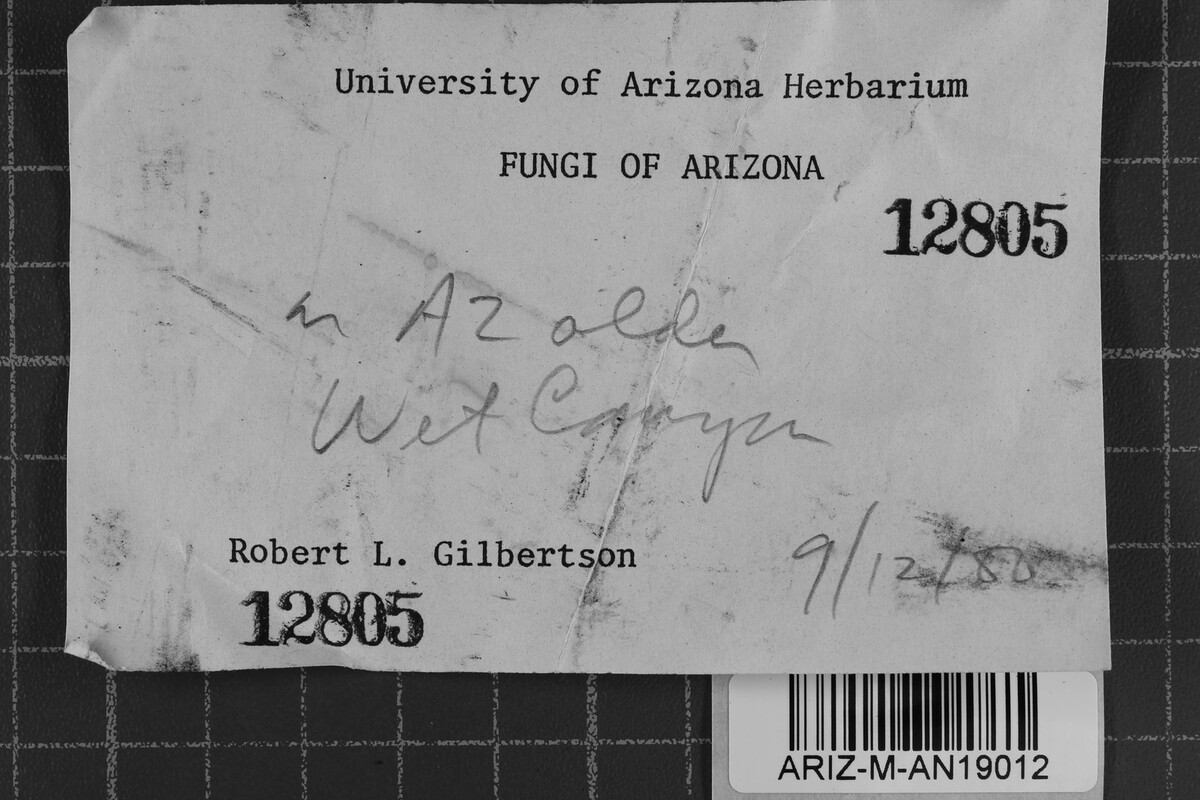 University of Arizona Herbarium
FUNGI OF ARIZONA
12805
on AZ alder
Wet Canyon
Robert L. Gilbertson
9/12/80
12805
ARIZ-M-AN19012